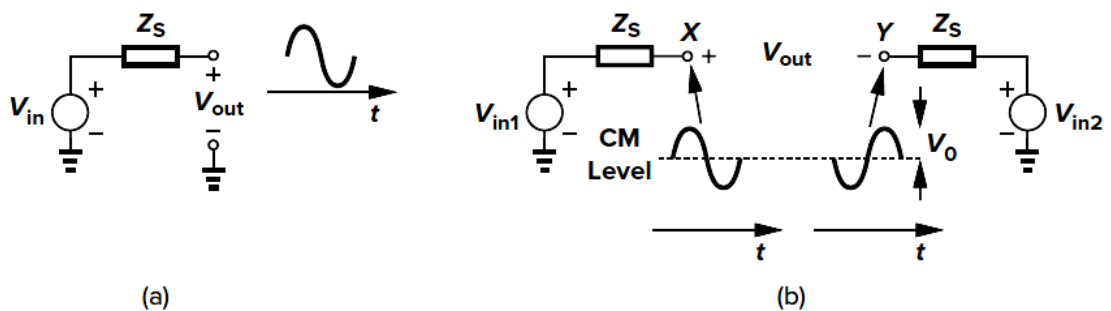 Z_S
+
V_in
+
−
V_out
−
t
(a)
Z_S X Y Z_S
+ V_out −
V_in1
+
−
CM
Level
V_0
+
−
V_in2
t t
(b)